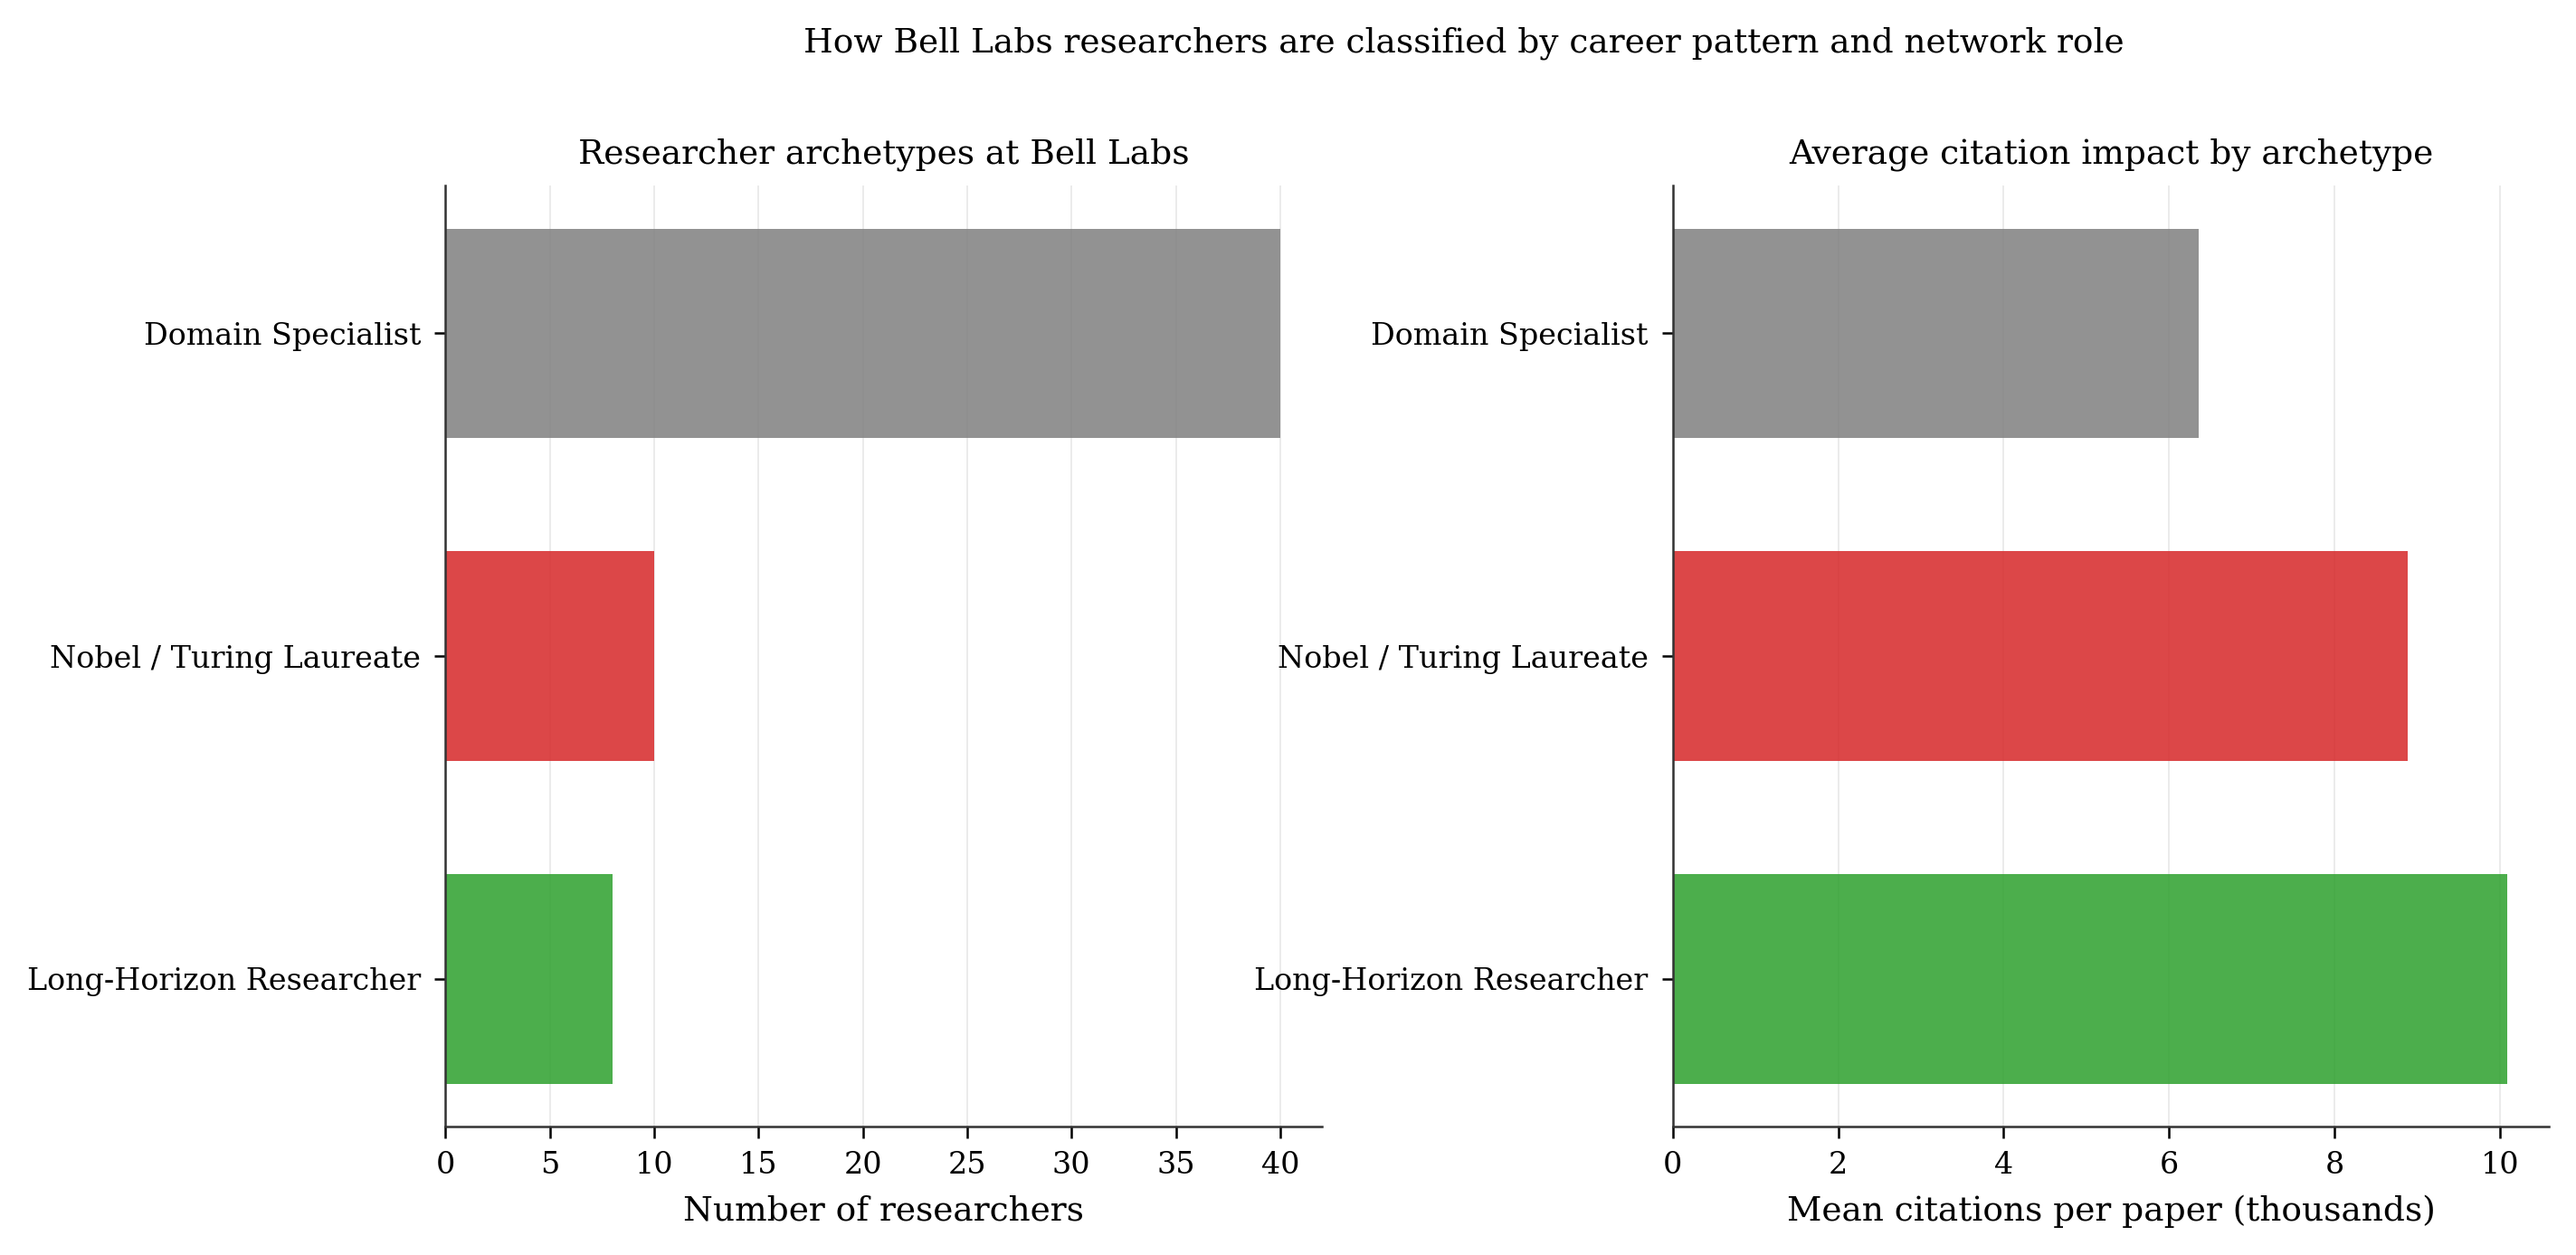 How Bell Labs researchers are classified by career pattern and network role
Researcher archetypes at Bell Labs
Domain Specialist
Nobel / Turing Laureate
Long-Horizon Researcher
0 5 10 15 20 25 30 35 40
Number of researchers
Average citation impact by archetype
Domain Specialist
Nobel / Turing Laureate
Long-Horizon Researcher
0 2 4 6 8 10
Mean citations per paper (thousands)